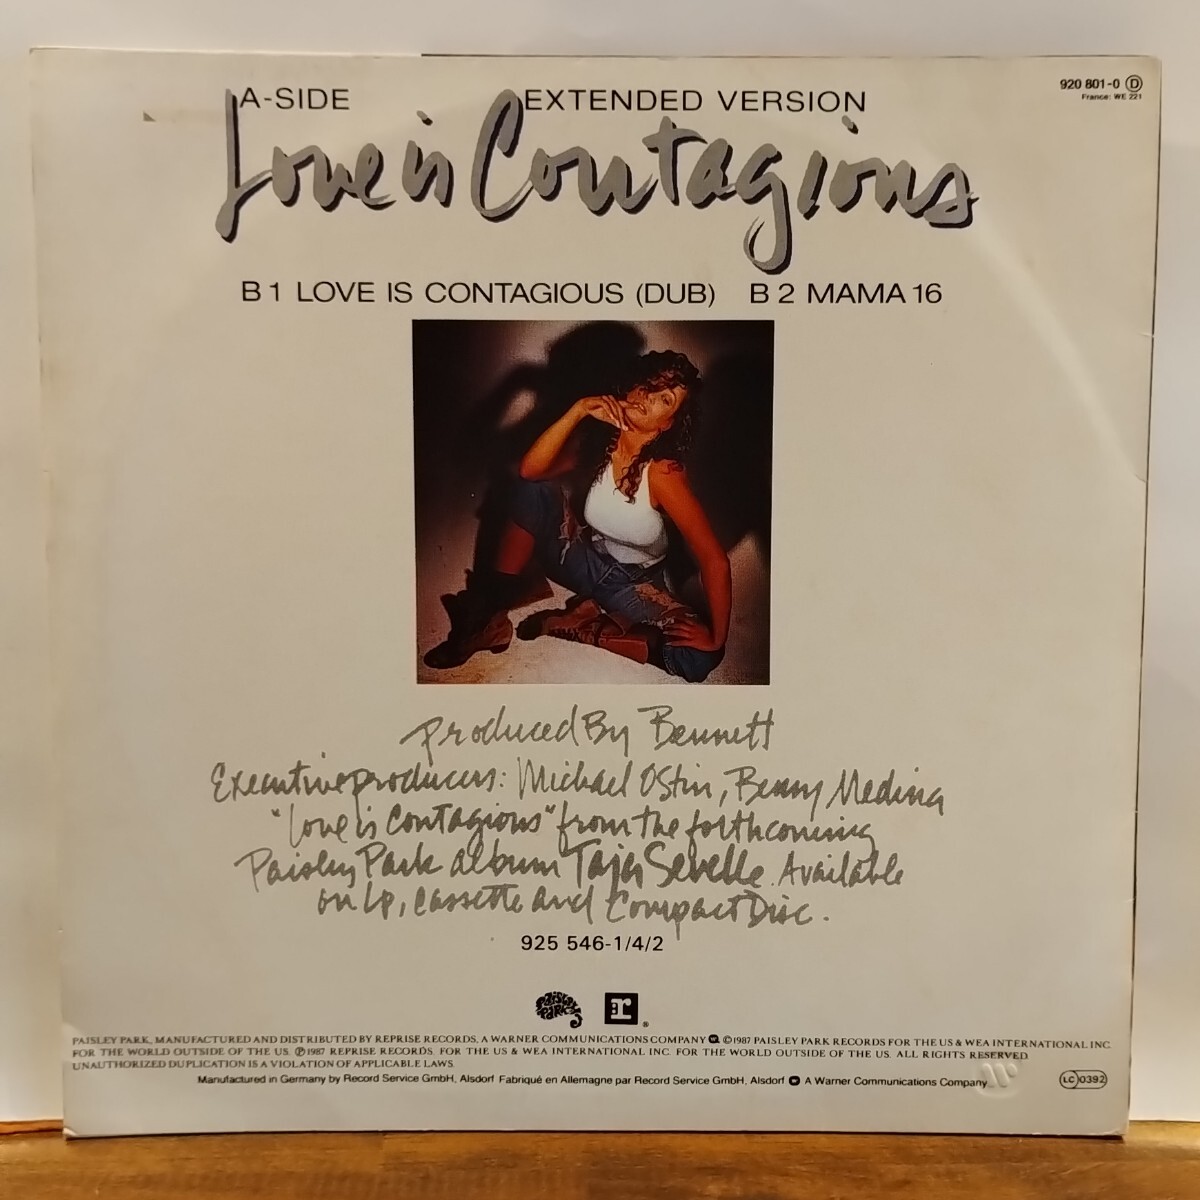 920 801-0 D
France: WE 221
A-SIDE EXTENDED VERSION
Love is Contagious
B 1 LOVE IS CONTAGIOUS (DUB) B 2 MAMA 16
produced By Bennett
Executive producers: Michael Ostin, Benny Medina
"Love is Contagious" from the forthcoming
Paisley Park album Taja Sevelle. Available
on Lp, cassette and Compact Disc.
925 546-1/4/2
PAISLEY PARK r ®
PAISLEY PARK, MANUFACTURED AND DISTRIBUTED BY REPRISE RECORDS, A WARNER COMMUNICATIONS COMPANY ©1987 PAISLEY PARK RECORDS FOR THE US & WEA INTERNATIONAL INC.
FOR THE WORLD OUTSIDE OF THE U.S. ℗1987 REPRISE RECORDS. FOR THE US & WEA INTERNATIONAL INC. FOR THE WORLD OUTSIDE OF THE US. ALL RIGHTS RESERVED
UNAUTHORIZED DUPLICATION IS A VIOLATION OF APPLICABLE LAWS.
Manufactured in Germany by Record Service GmbH, Alsdorf Fabriqué en Allemagne par Record Service GmbH, Alsdorf A Warner Communications Company
LC 0392